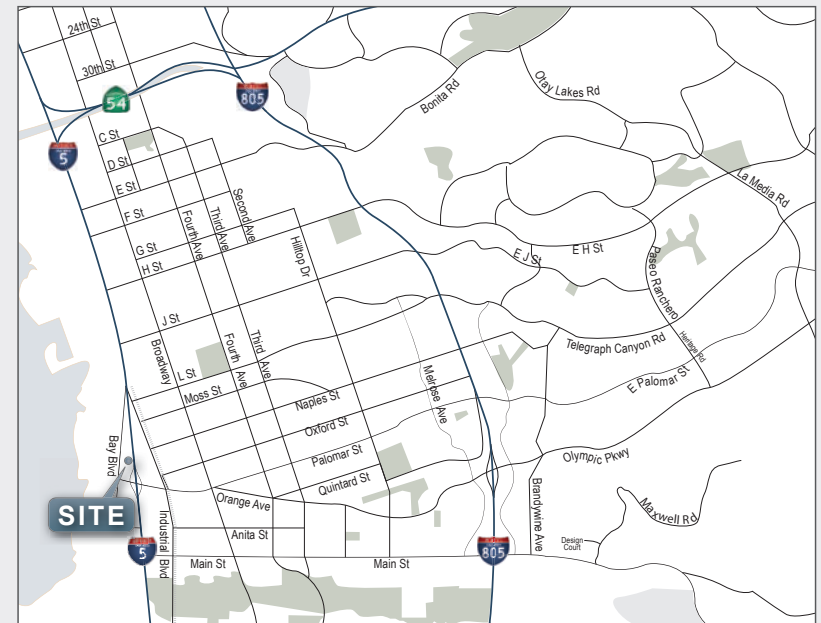 24th St
30th St
54
805
5
C St
D St
E St
F St
G St
H St
J St
L St
Moss St
Naples St
Oxford St
Palomar St
Quintard St
Orange Ave
Anita St
Main St
Main St
Fourth Ave
Third Ave
Second Ave
Hilltop Dr
Broadway
Fourth Ave
Third Ave
Melrose Ave
Bonita Rd
Otay Lakes Rd
La Media Rd
E J St
E H St
Paseo Ranchero
Heritage Rd
Telegraph Canyon Rd
E Palomar St
Olympic Pkwy
Brandywine Ave
Maxwell Rd
Design
Court
Bay Blvd
SITE
Industrial Blvd
5
805